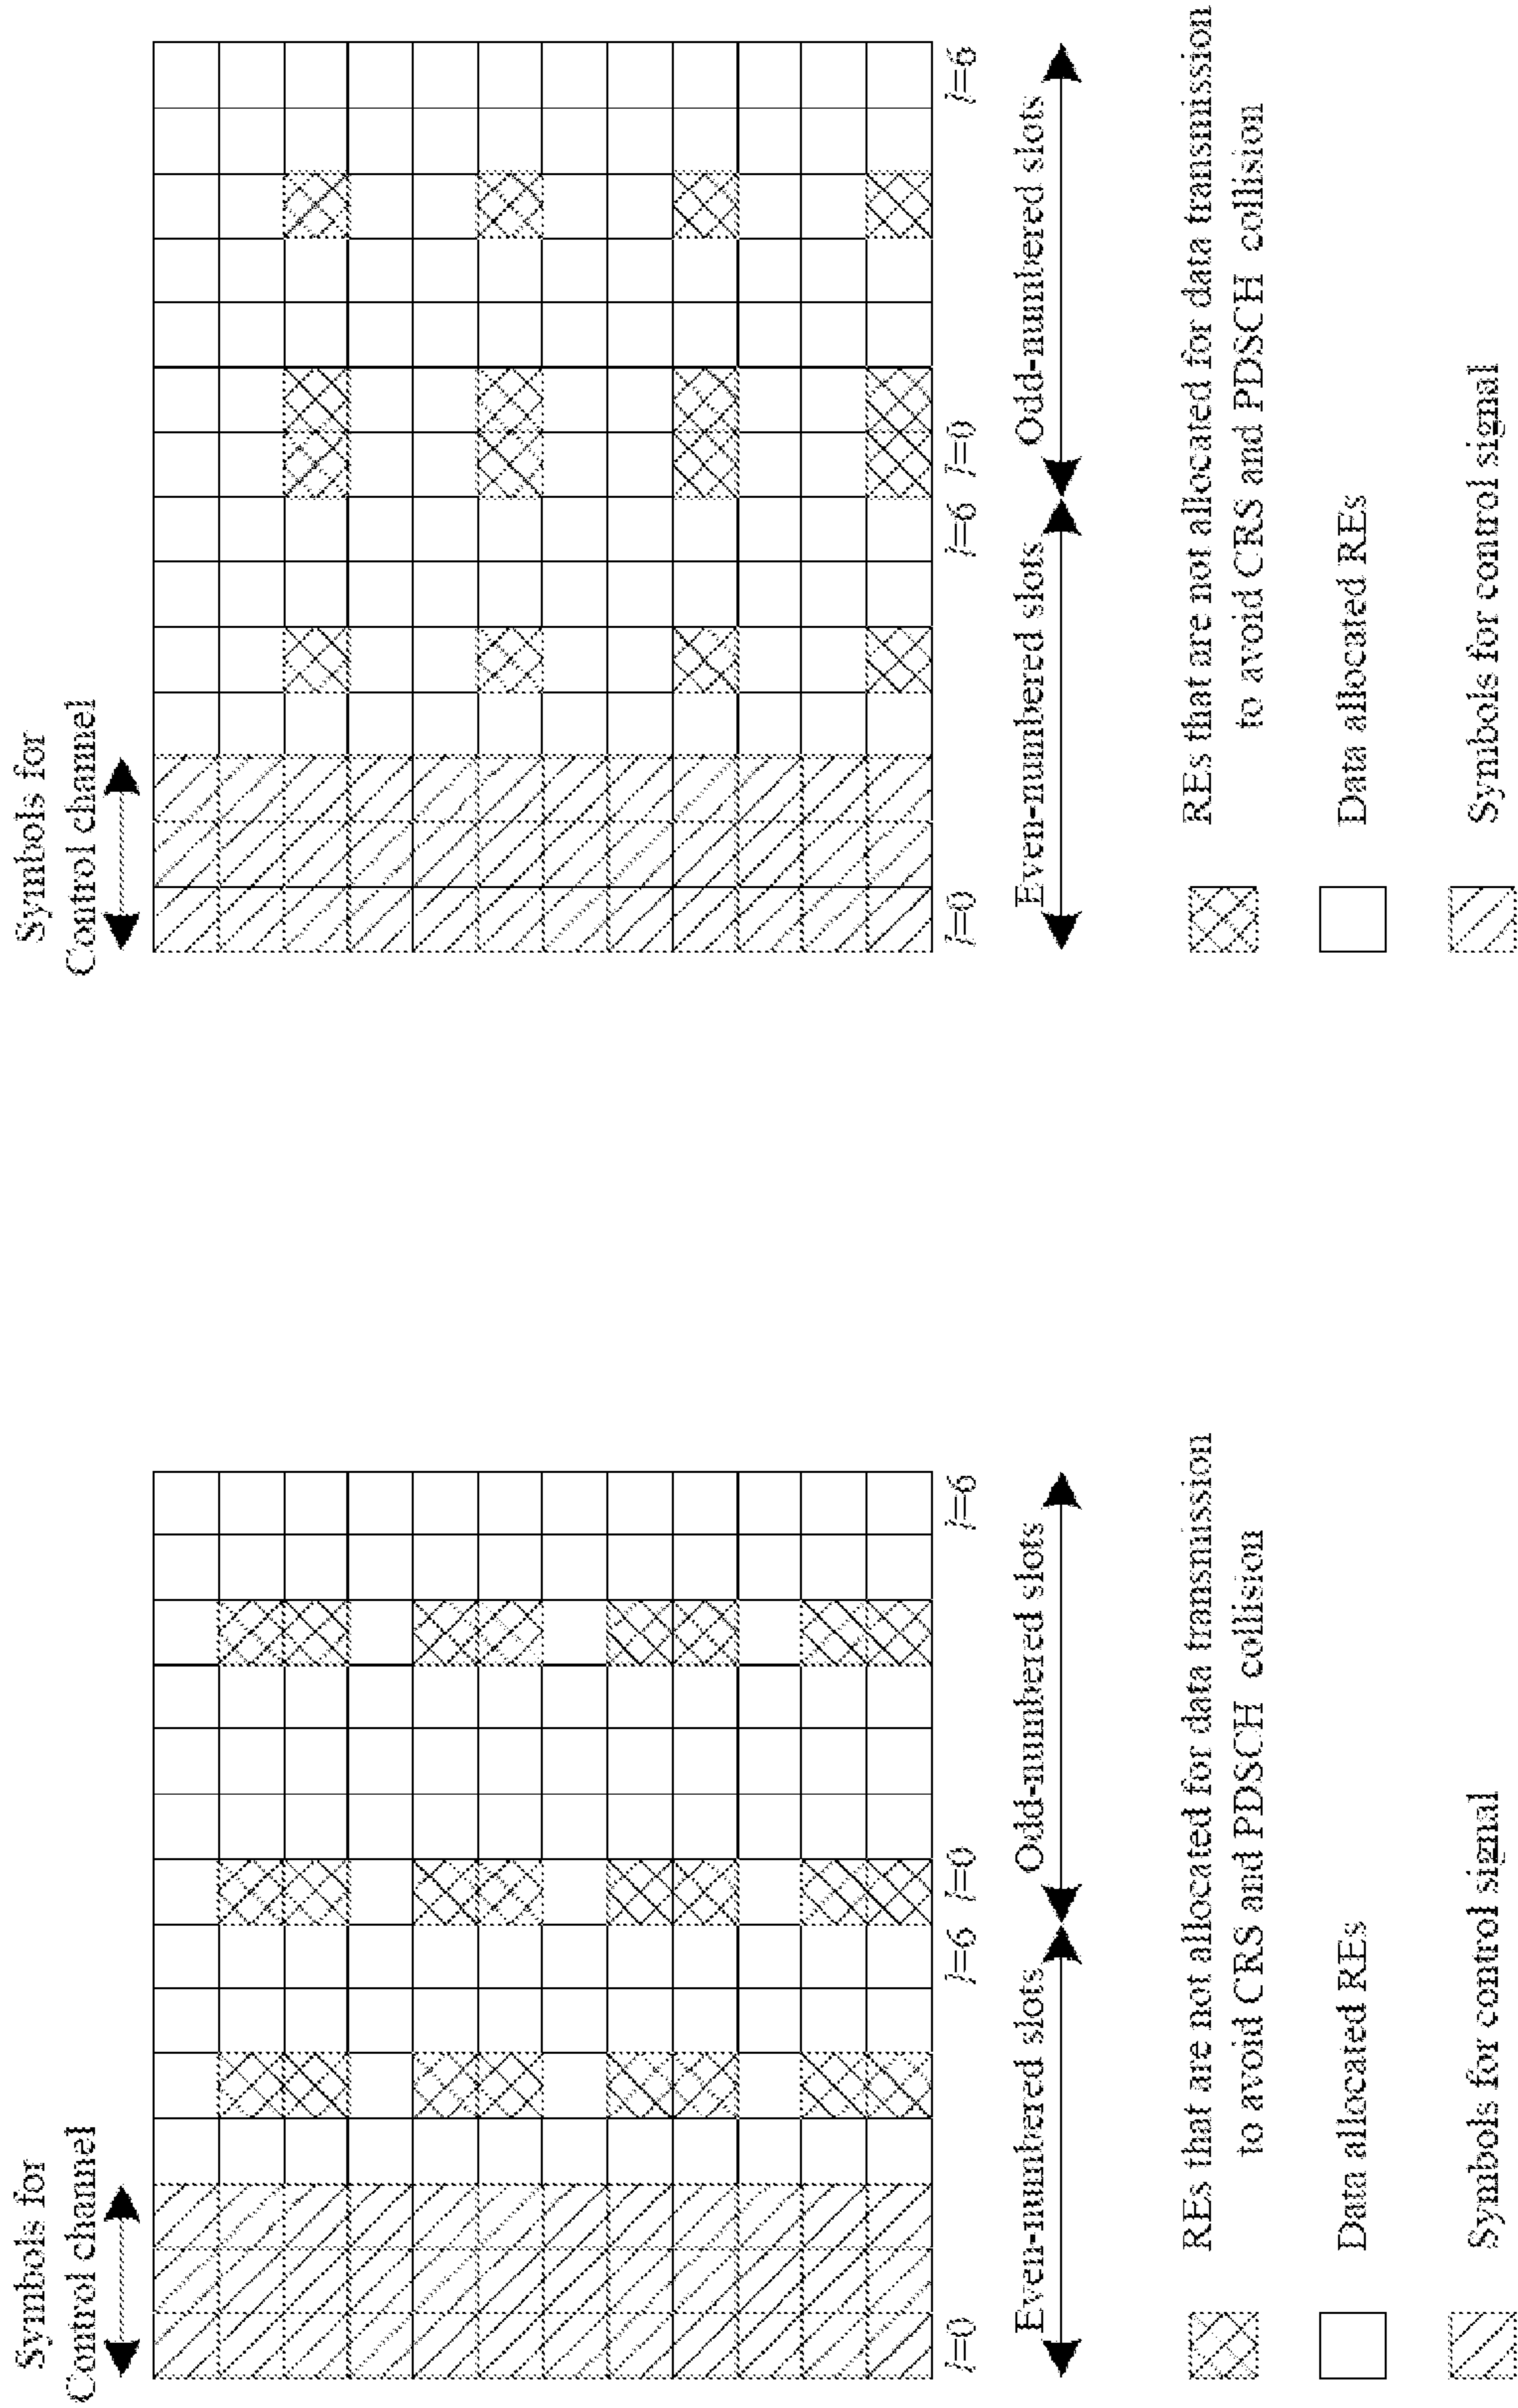 Symbols for
Control channel
l=0
l=6
l=0
l=6
Even-numbered slots
Odd-numbered slots
REs that are not allocated for data transmission
to avoid CRS and PDSCH collision
Data allocated REs
Symbols for control signal
Symbols for
Control channel
l=0
l=6
l=0
l=6
Even-numbered slots
Odd-numbered slots
REs that are not allocated for data transmission
to avoid CRS and PDSCH collision
Data allocated REs
Symbols for control signal